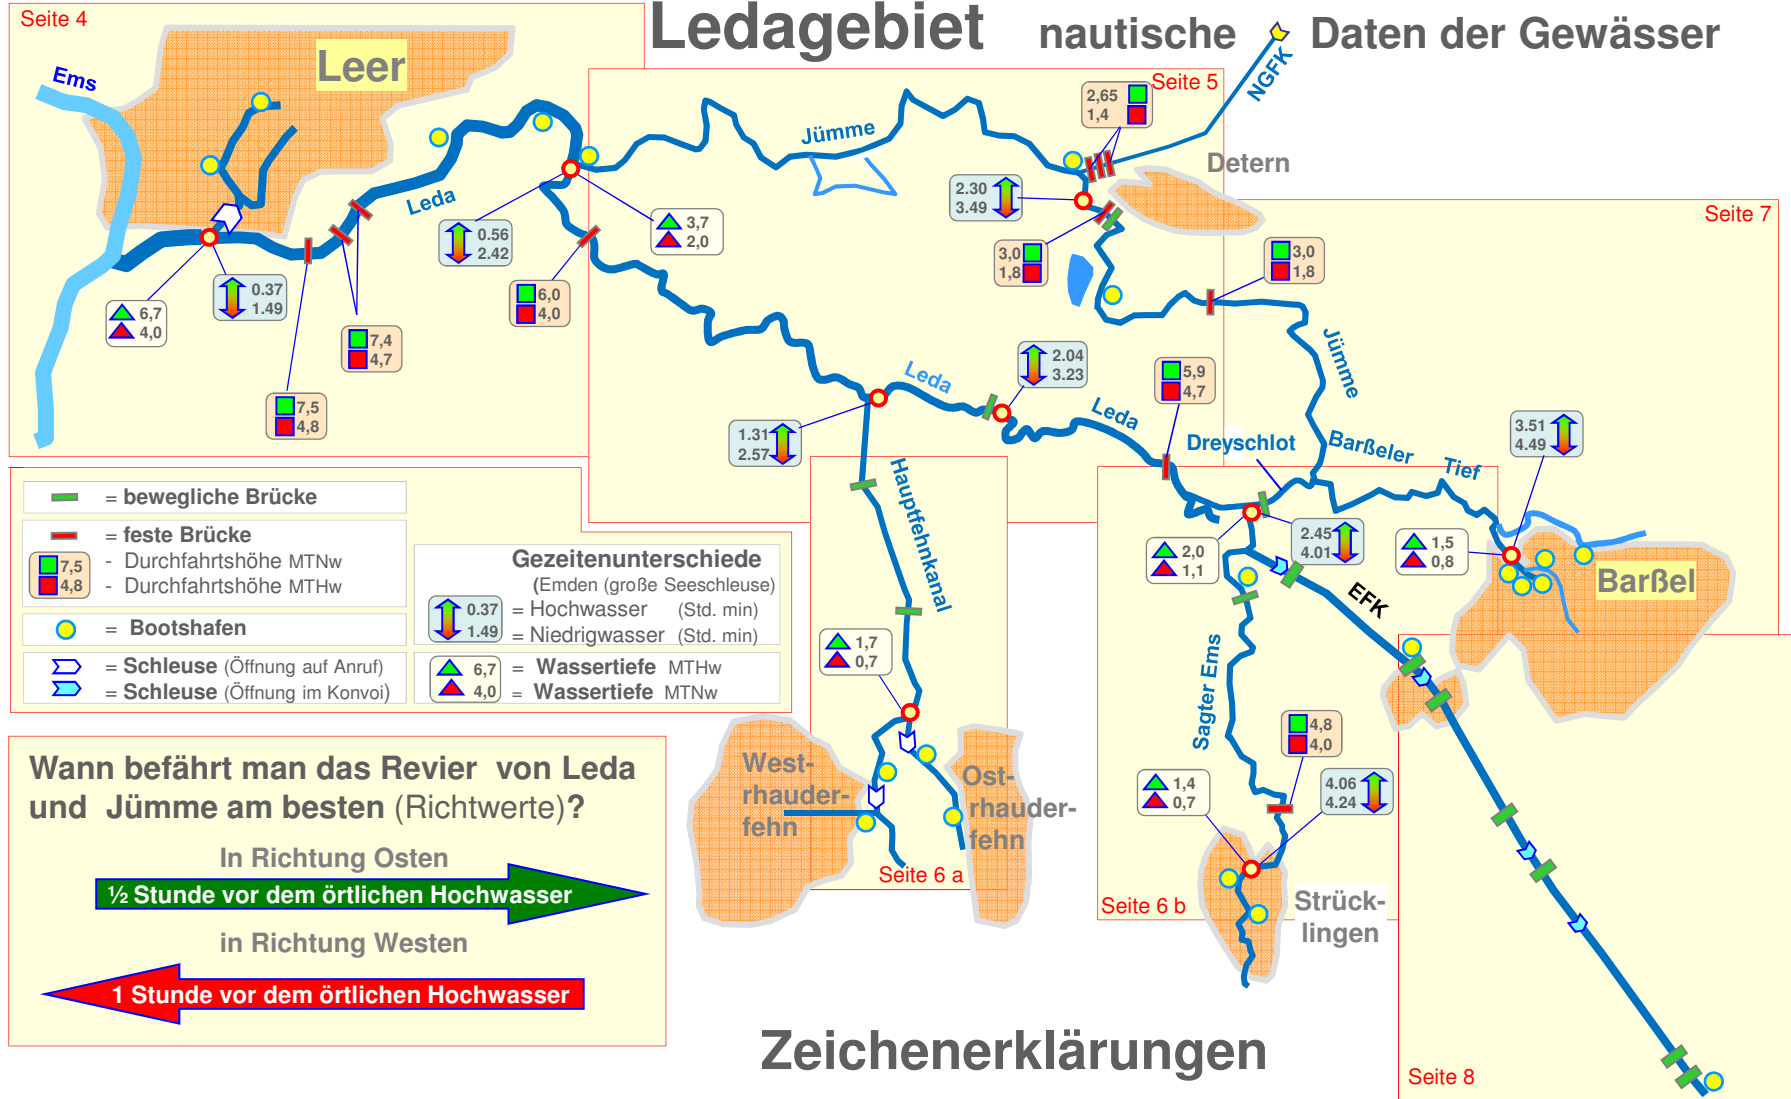 Ledagebiet nautische Daten der Gewässer
Seite 4
Leer
Ems
Leda
6,7
4,0
0.37
1.49
7,5
4,8
7,4
4,7
0.56
2.42
3,7
2,0
6,0
4,0
Seite 5
Jümme
2,65
1,4
NGFK
Detern
2.30
3.49
3,0
1,8
Seite 7
3,0
1,8
Jümme
Leda
2.04
3.23
1.31
2.57
Leda
5,9
4,7
Dreyschlot
Barßeler Tief
3.51
4.49
Hauptfehnkanal
2,0
1,1
2.45
4.01
1,5
0,8
Barßel
EFK
Sagter Ems
1,7
0,7
West-
rhauder-
fehn
Ost-
rhauder-
fehn
Seite 6 a
4,8
4,0
1,4
0,7
4.06
4.24
Seite 6 b
Strück-
lingen
Seite 8
= bewegliche Brücke
= feste Brücke
7,5 - Durchfahrtshöhe MTNw
4,8 - Durchfahrtshöhe MTHw
= Bootshafen
= Schleuse (Öffnung auf Anruf)
= Schleuse (Öffnung im Konvoi)
Gezeitenunterschiede
(Emden (große Seeschleuse)
0.37 = Hochwasser (Std. min)
1.49 = Niedrigwasser (Std. min)
6,7 = Wassertiefe MTHw
4,0 = Wassertiefe MTNw
Wann befährt man das Revier von Leda
und Jümme am besten (Richtwerte)?
In Richtung Osten
½ Stunde vor dem örtlichen Hochwasser
in Richtung Westen
1 Stunde vor dem örtlichen Hochwasser
Zeichenerklärungen